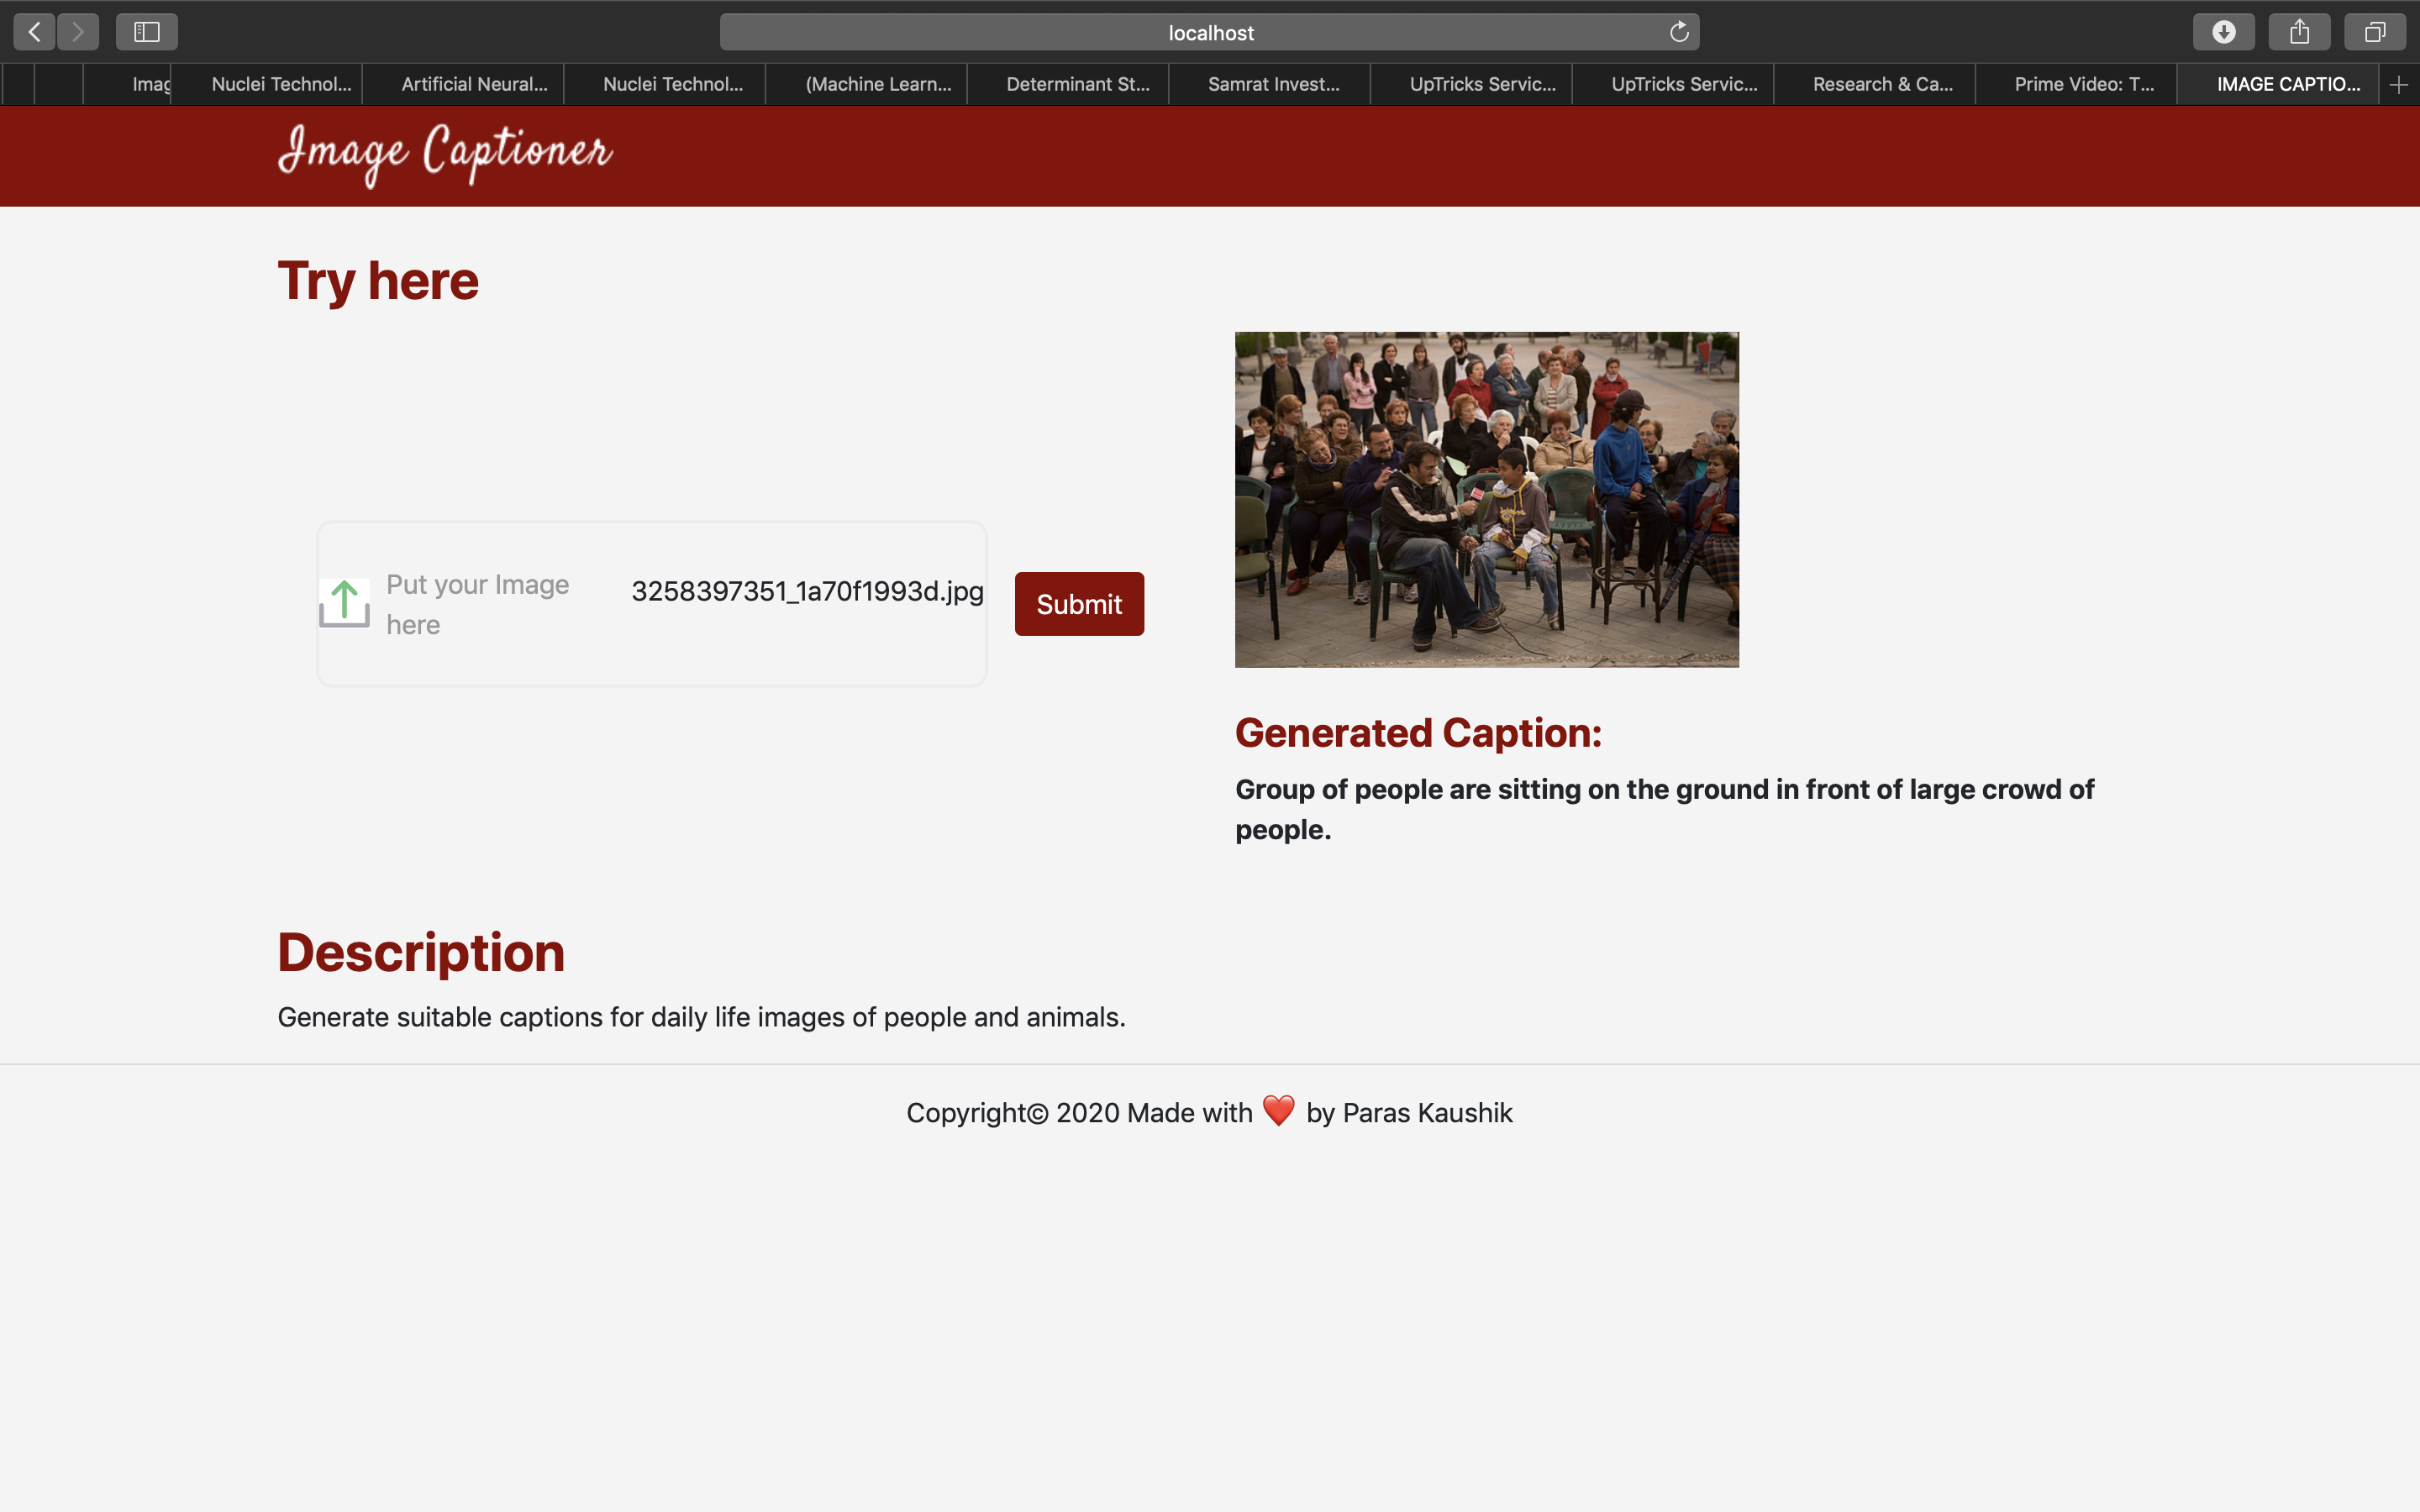 localhost
Imag
Nuclei Technol...
Artificial Neural...
Nuclei Technol...
(Machine Learn...
Determinant St...
Samrat Invest...
UpTricks Servic...
UpTricks Servic...
Research & Ca...
Prime Video: T...
IMAGE CAPTIO...
Image Captioner
Try here
Put your Image
here
3258397351_1a70f1993d.jpg
Submit
Generated Caption:
Group of people are sitting on the ground in front of large crowd of
people.
Description
Generate suitable captions for daily life images of people and animals.
Copyright© 2020 Made with ❤️ by Paras Kaushik